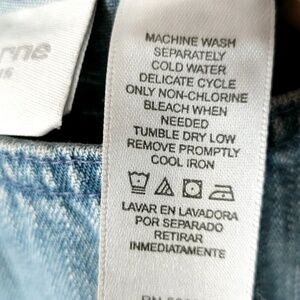 MACHINE WASH
SEPARATELY
COLD WATER
DELICATE CYCLE
ONLY NON-CHLORINE
BLEACH WHEN
NEEDED
TUMBLE DRY LOW
REMOVE PROMPTLY
COOL IRON
LAVAR EN LAVADORA
POR SEPARADO
RETIRAR
INMEDIATAMENTE